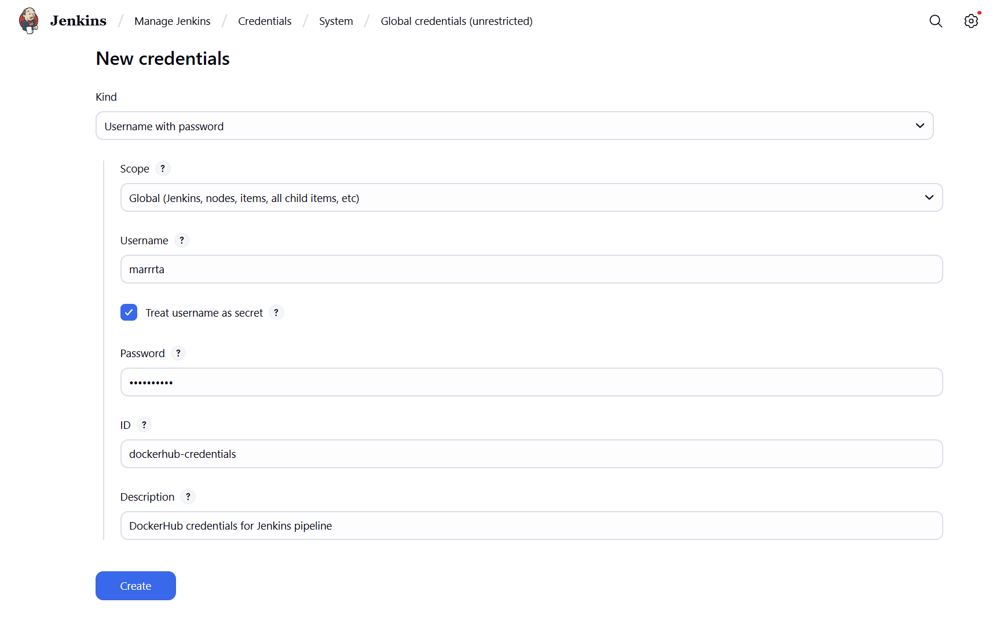 Jenkins / Manage Jenkins / Credentials / System / Global credentials (unrestricted)
New credentials
Kind
Username with password
Scope ?
Global (Jenkins, nodes, items, all child items, etc)
Username ?
marrrta
Treat username as secret ?
Password ?
••••••••••
ID ?
dockerhub-credentials
Description ?
DockerHub credentials for Jenkins pipeline
Create